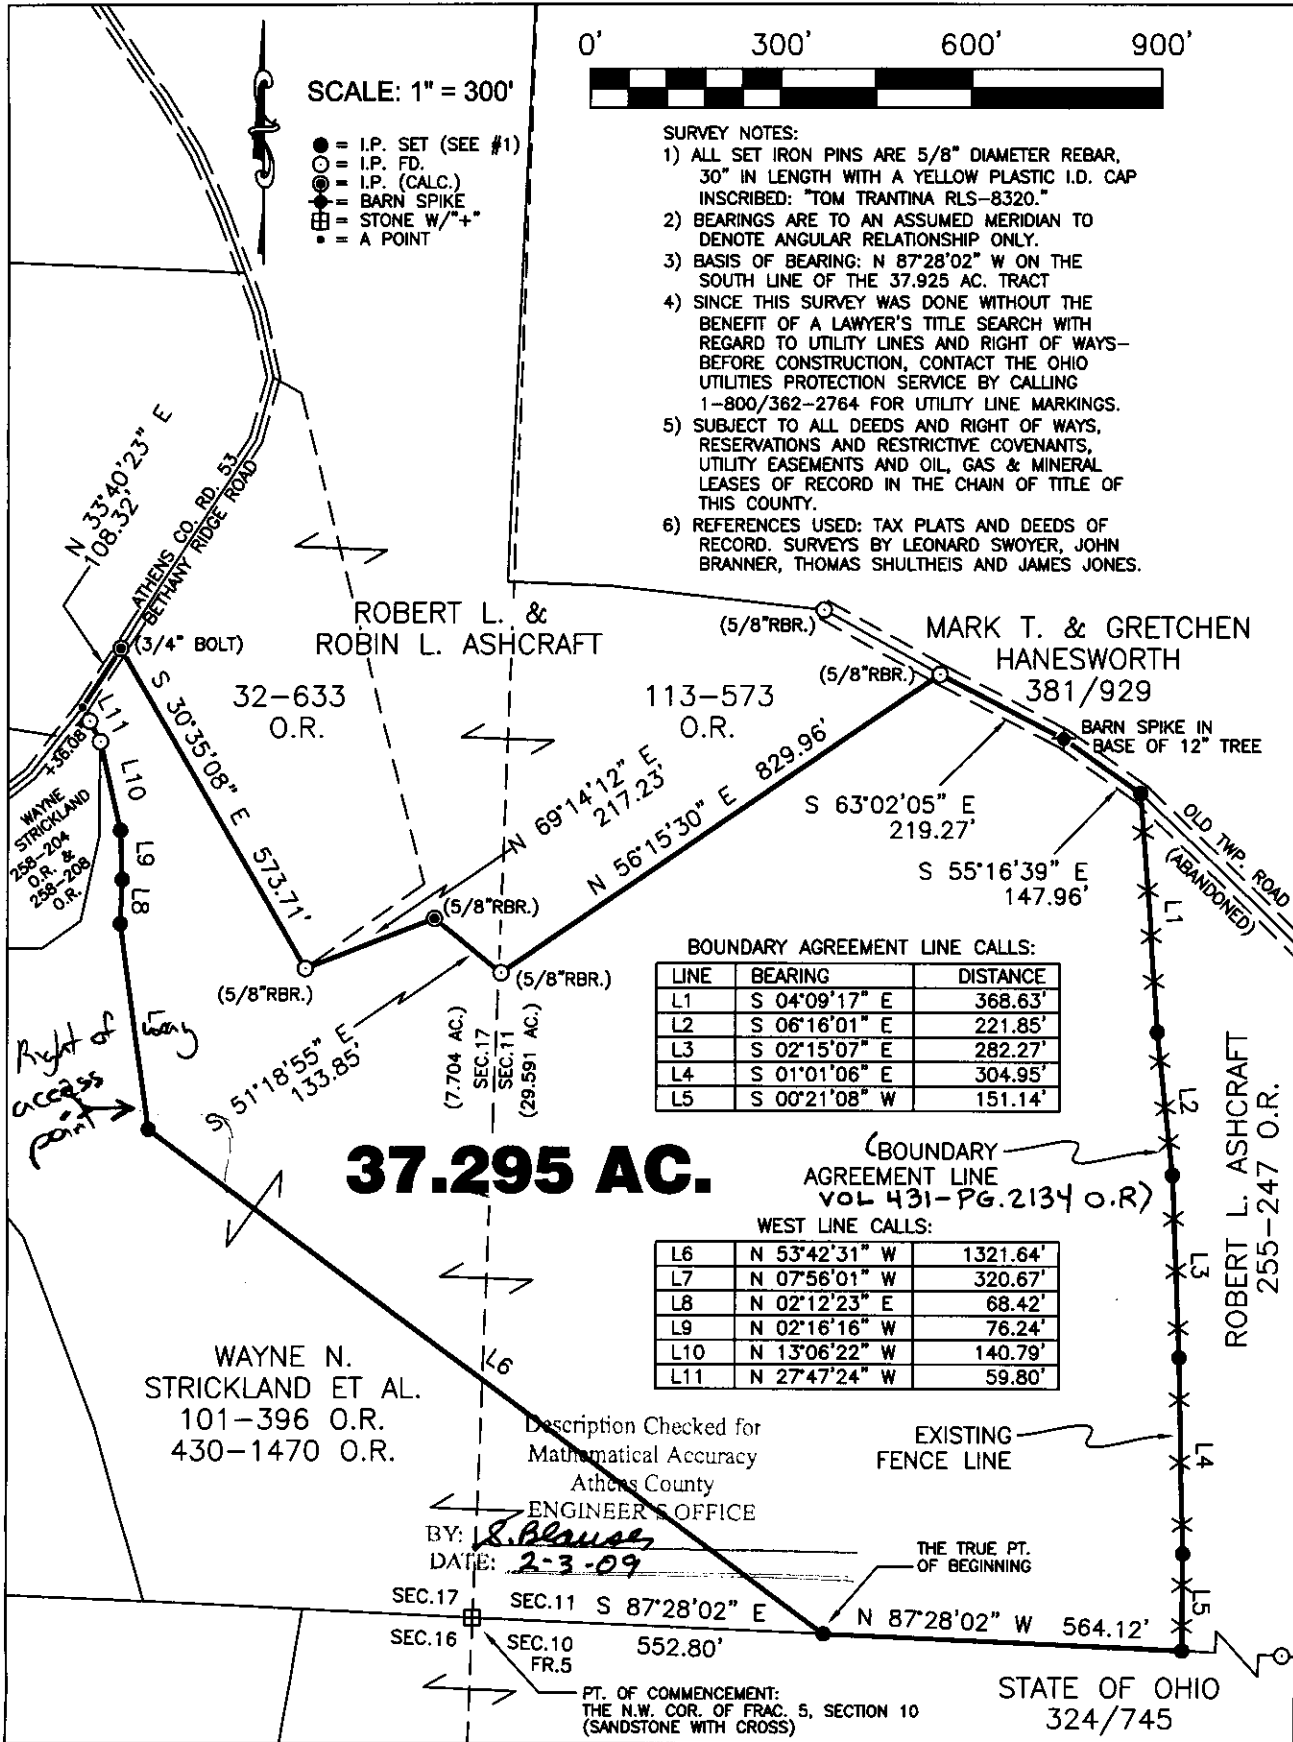 0' 300' 600' 900'
SCALE: 1" = 300'
= I.P. SET (SEE #1)
= I.P. FD.
= I.P. (CALC.)
= BARN SPIKE
= STONE W/"+"
= A POINT
SURVEY NOTES:
1) ALL SET IRON PINS ARE 5/8" DIAMETER REBAR,
30" IN LENGTH WITH A YELLOW PLASTIC I.D. CAP
INSCRIBED: "TOM TRANTINA RLS-8320."
2) BEARINGS ARE TO AN ASSUMED MERIDIAN TO
DENOTE ANGULAR RELATIONSHIP ONLY.
3) BASIS OF BEARING: N 87°28'02" W ON THE
SOUTH LINE OF THE 37.925 AC. TRACT
4) SINCE THIS SURVEY WAS DONE WITHOUT THE
BENEFIT OF A LAWYER'S TITLE SEARCH WITH
REGARD TO UTILITY LINES AND RIGHT OF WAYS-
BEFORE CONSTRUCTION, CONTACT THE OHIO
UTILITIES PROTECTION SERVICE BY CALLING
1-800/362-2764 FOR UTILITY LINE MARKINGS.
5) SUBJECT TO ALL DEEDS AND RIGHT OF WAYS,
RESERVATIONS AND RESTRICTIVE COVENANTS,
UTILITY EASEMENTS AND OIL, GAS & MINERAL
LEASES OF RECORD IN THE CHAIN OF TITLE OF
THIS COUNTY.
6) REFERENCES USED: TAX PLATS AND DEEDS OF
RECORD. SURVEYS BY LEONARD SWOYER, JOHN
BRANNER, THOMAS SHULTHEIS AND JAMES JONES.
N 33°40'23" E
108.32'
ATHENS CO. RD. 53
BETHANY RIDGE ROAD
(3/4" BOLT)
ROBERT L. &
ROBIN L. ASHCRAFT
32-633
O.R.
113-573
O.R.
(5/8"RBR.)
(5/8"RBR.)
MARK T. & GRETCHEN
HANESWORTH
381/929
BARN SPIKE IN
BASE OF 12" TREE
S 63°02'05" E
219.27'
S 55°16'39" E
147.96'
OLD TWP. ROAD
(ABANDONED)
L11
+36.08'
L10
L9
L8
WAYNE
STRICKLAND
258-204
O.R. &
258-208
O.R.
S 30°35'08" E 573.71'
N 69°14'12" E
217.23'
N 56°15'30" E 829.96'
(5/8"RBR.)
(5/8"RBR.)
(5/8"RBR.)
S 51°18'55" E
133.85'
(7.704 AC.)
SEC.17
SEC.11
(29.591 AC.)
Right of way
access
point
BOUNDARY AGREEMENT LINE CALLS:
LINE BEARING DISTANCE
L1 S 04°09'17" E 368.63'
L2 S 06°16'01" E 221.85'
L3 S 02°15'07" E 282.27'
L4 S 01°01'06" E 304.95'
L5 S 00°21'08" W 151.14'
L1
L2
L3
L4
L5
ROBERT L. ASHCRAFT
255-247 O.R.
37.295 AC.
(BOUNDARY
AGREEMENT LINE
VOL 431-PG.2134 O.R)
WEST LINE CALLS:
L6 N 53°42'31" W 1321.64'
L7 N 07°56'01" W 320.67'
L8 N 02°12'23" E 68.42'
L9 N 02°16'16" W 76.24'
L10 N 13°06'22" W 140.79'
L11 N 27°47'24" W 59.80'
L6
WAYNE N.
STRICKLAND ET AL.
101-396 O.R.
430-1470 O.R.
EXISTING
FENCE LINE
Description Checked for
Mathematical Accuracy
Athens County
ENGINEER'S OFFICE
BY: S. Blauser
DATE: 2-3-09
THE TRUE PT.
OF BEGINNING
SEC.17 SEC.11 S 87°28'02" E
552.80'
N 87°28'02" W 564.12'
SEC.16 SEC.10
FR.5
PT. OF COMMENCEMENT:
THE N.W. COR. OF FRAC. 5, SECTION 10
(SANDSTONE WITH CROSS)
STATE OF OHIO
324/745